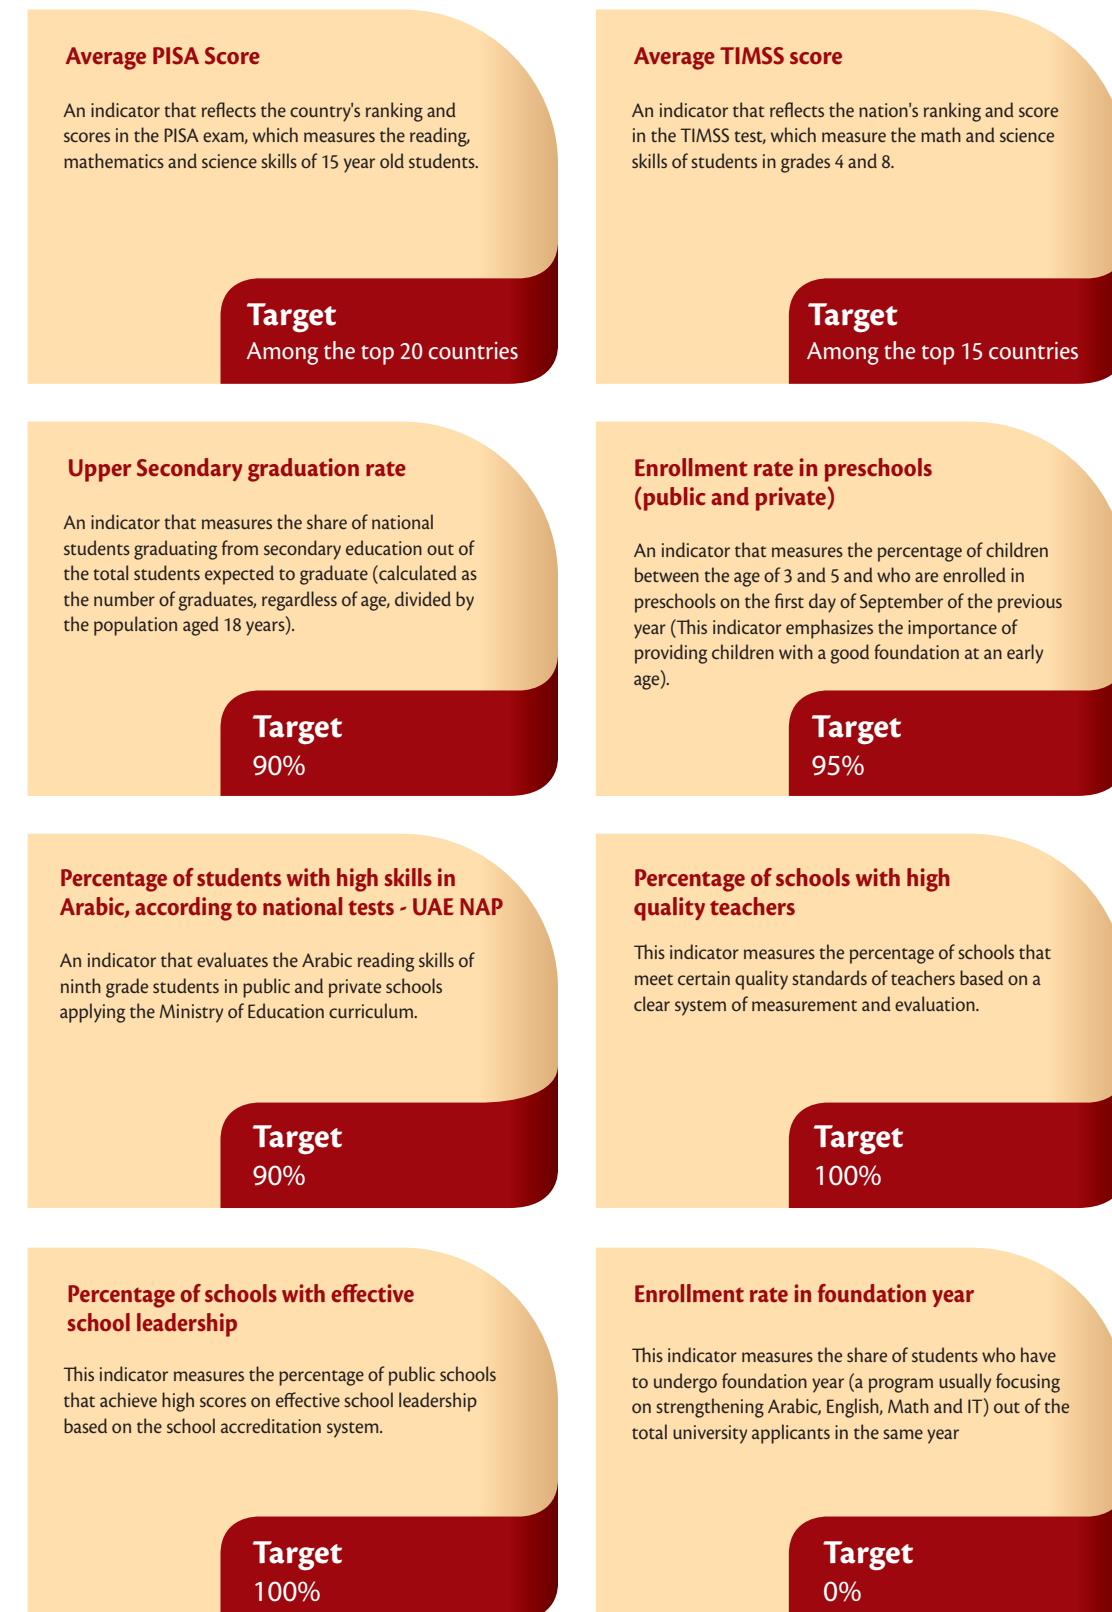 Average PISA Score
An indicator that reflects the country's ranking and
scores in the PISA exam, which measures the reading,
mathematics and science skills of 15 year old students.
Target
Among the top 20 countries
Average TIMSS score
An indicator that reflects the nation's ranking and score
in the TIMSS test, which measure the math and science
skills of students in grades 4 and 8.
Target
Among the top 15 countries
Upper Secondary graduation rate
An indicator that measures the share of national
students graduating from secondary education out of
the total students expected to graduate (calculated as
the number of graduates, regardless of age, divided by
the population aged 18 years).
Target
90%
Enrollment rate in preschools
(public and private)
An indicator that measures the percentage of children
between the age of 3 and 5 and who are enrolled in
preschools on the first day of September of the previous
year (This indicator emphasizes the importance of
providing children with a good foundation at an early
age).
Target
95%
Percentage of students with high skills in
Arabic, according to national tests - UAE NAP
An indicator that evaluates the Arabic reading skills of
ninth grade students in public and private schools
applying the Ministry of Education curriculum.
Target
90%
Percentage of schools with high
quality teachers
This indicator measures the percentage of schools that
meet certain quality standards of teachers based on a
clear system of measurement and evaluation.
Target
100%
Percentage of schools with effective
school leadership
This indicator measures the percentage of public schools
that achieve high scores on effective school leadership
based on the school accreditation system.
Target
100%
Enrollment rate in foundation year
This indicator measures the share of students who have
to undergo foundation year (a program usually focusing
on strengthening Arabic, English, Math and IT) out of the
total university applicants in the same year
Target
0%